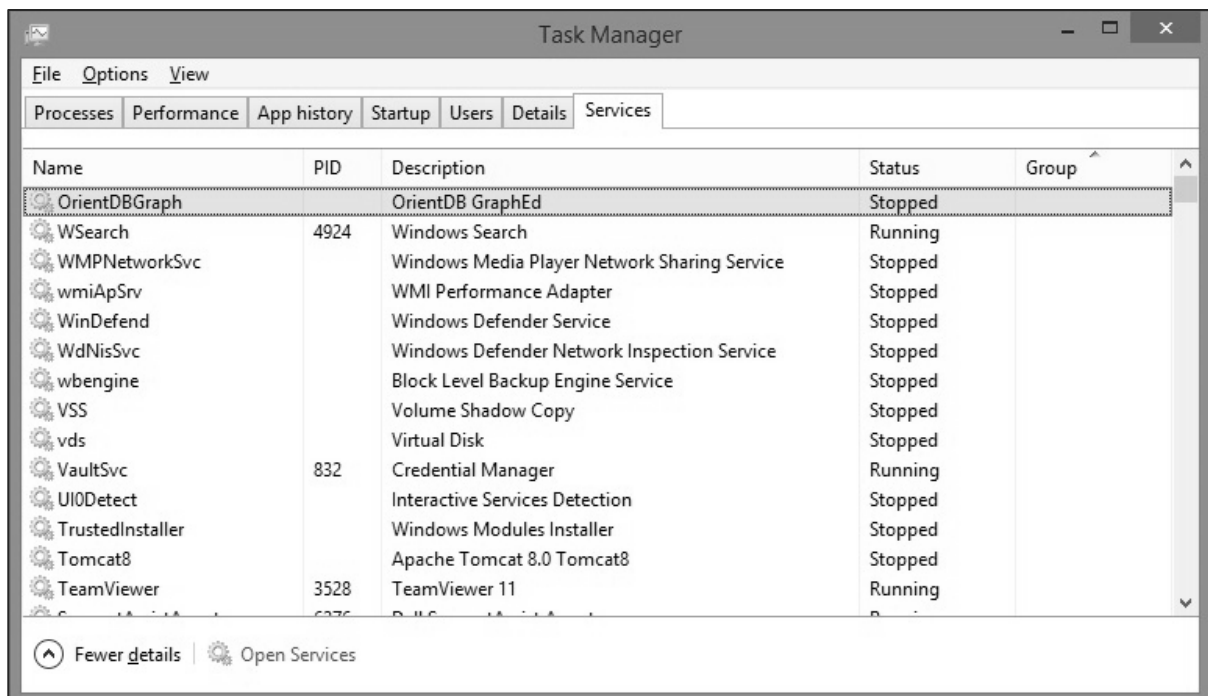 Task Manager
File Options View
Processes Performance App history Startup Users Details Services
Name PID Description Status Group
OrientDBGraph OrientDB GraphEd Stopped
WSearch 4924 Windows Search Running
WMPNetworkSvc Windows Media Player Network Sharing Service Stopped
wmiApSrv WMI Performance Adapter Stopped
WinDefend Windows Defender Service Stopped
WdNisSvc Windows Defender Network Inspection Service Stopped
wbengine Block Level Backup Engine Service Stopped
VSS Volume Shadow Copy Stopped
vds Virtual Disk Stopped
VaultSvc 832 Credential Manager Running
UI0Detect Interactive Services Detection Stopped
TrustedInstaller Windows Modules Installer Stopped
Tomcat8 Apache Tomcat 8.0 Tomcat8 Stopped
TeamViewer 3528 TeamViewer 11 Running
Fewer details Open Services